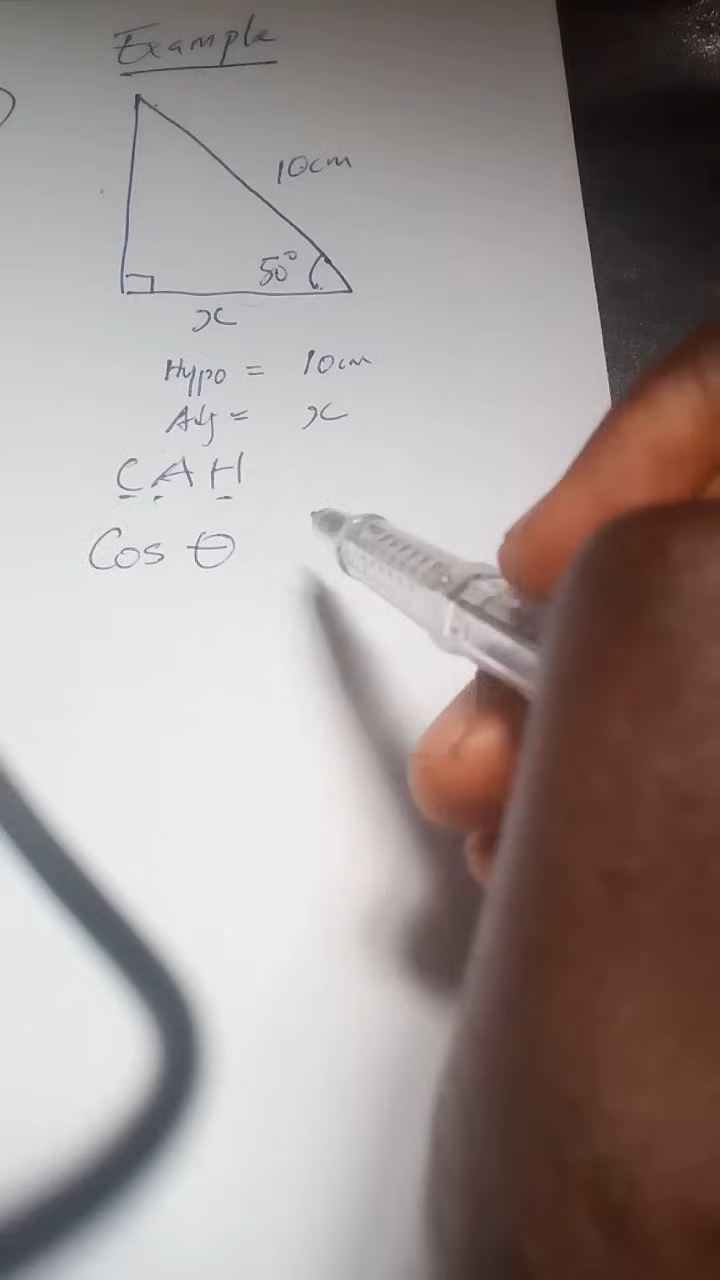 Example
10cm
50°
x
Hypo = 10cm
Adj = x
CAH
Cos θ